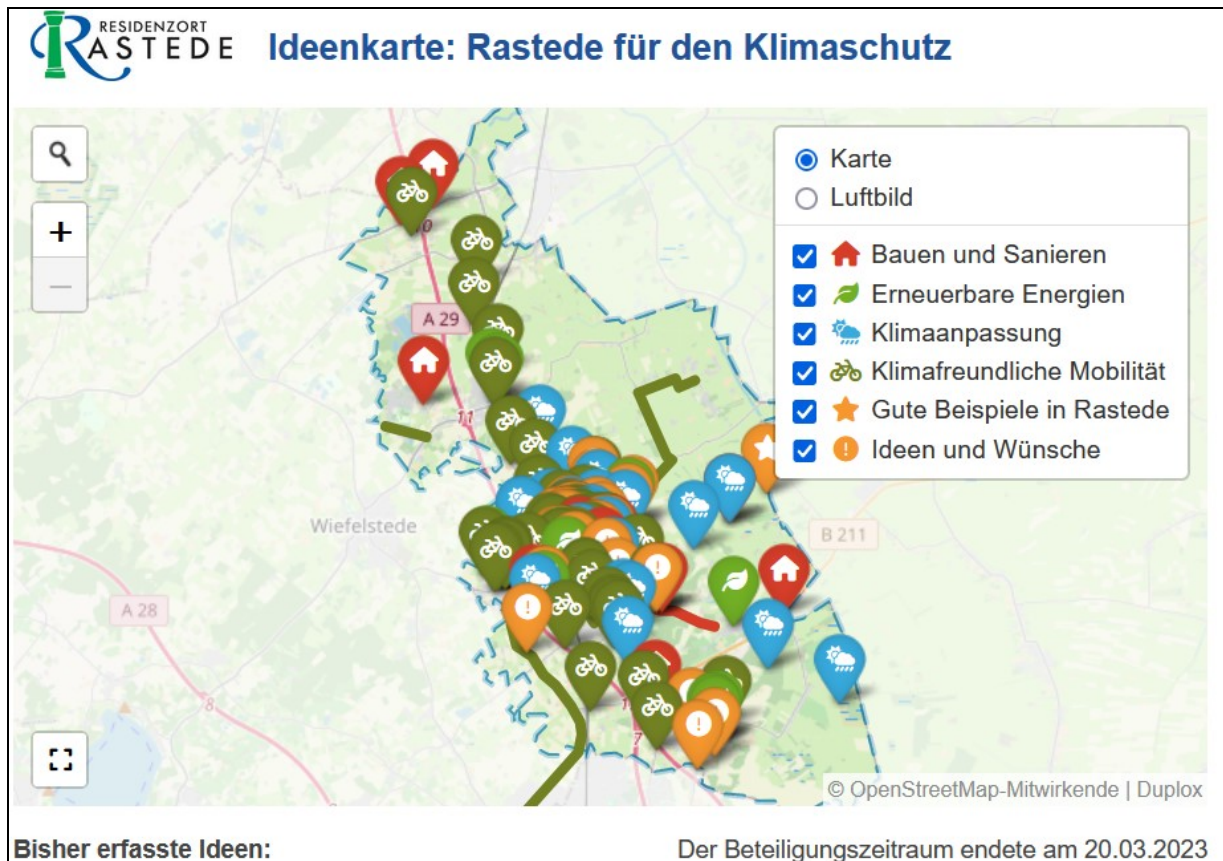 RESIDENZORT
RASTEDE
Ideenkarte: Rastede für den Klimaschutz
Karte
Luftbild
Bauen und Sanieren
Erneuerbare Energien
Klimaanpassung
Klimafreundliche Mobilität
Gute Beispiele in Rastede
Ideen und Wünsche
+
−
10
A 29
11
Wiefelstede
B 211
A 28
8
7
© OpenStreetMap-Mitwirkende | Duplox
Bisher erfasste Ideen:
Der Beteiligungszeitraum endete am 20.03.2023